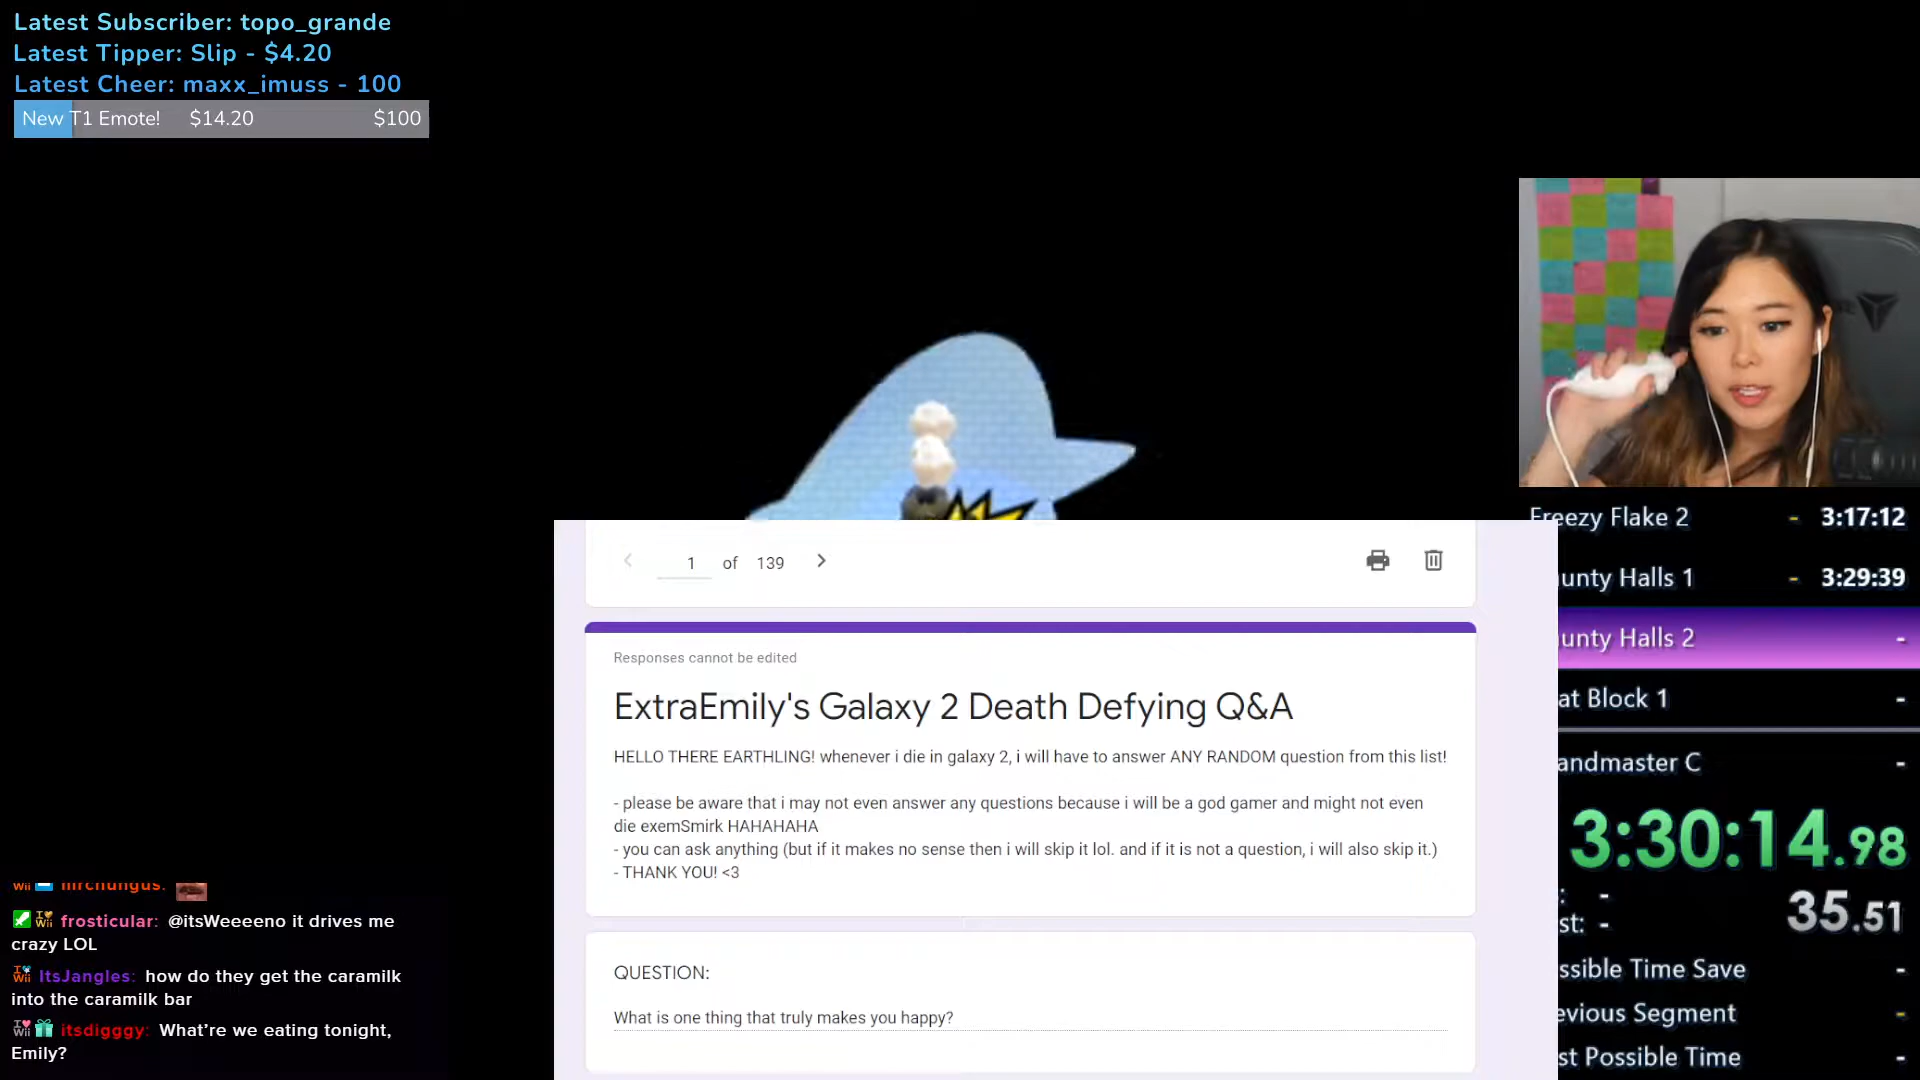 Latest Subscriber: topo_grande
Latest Tipper: Slip - $4.20
Latest Cheer: maxx_imuss - 100
New T1 Emote! $14.20 $100
Freezy Flake 2 - 3:17:12
1 of 139
unty Halls 1 - 3:29:39
unty Halls 2 -
Responses cannot be edited
at Block 1 -
ExtraEmily's Galaxy 2 Death Defying Q&A
HELLO THERE EARTHLING! whenever i die in galaxy 2, i will have to answer ANY RANDOM question from this list!
andmaster C -
- please be aware that i may not even answer any questions because i will be a god gamer and might not even
die exemSmirk HAHAHAHA
- you can ask anything (but if it makes no sense then i will skip it lol. and if it is not a question, i will also skip it.)
- THANK YOU! <3
3:30:14.98
: -
st: -
35.51
mrchungus:
frosticular: @itsWeeeeno it drives me
crazy LOL
ItsJangles: how do they get the caramilk
into the caramilk bar
itsdigggy: What're we eating tonight,
Emily?
QUESTION:
What is one thing that truly makes you happy?
ssible Time Save -
evious Segment -
st Possible Time -